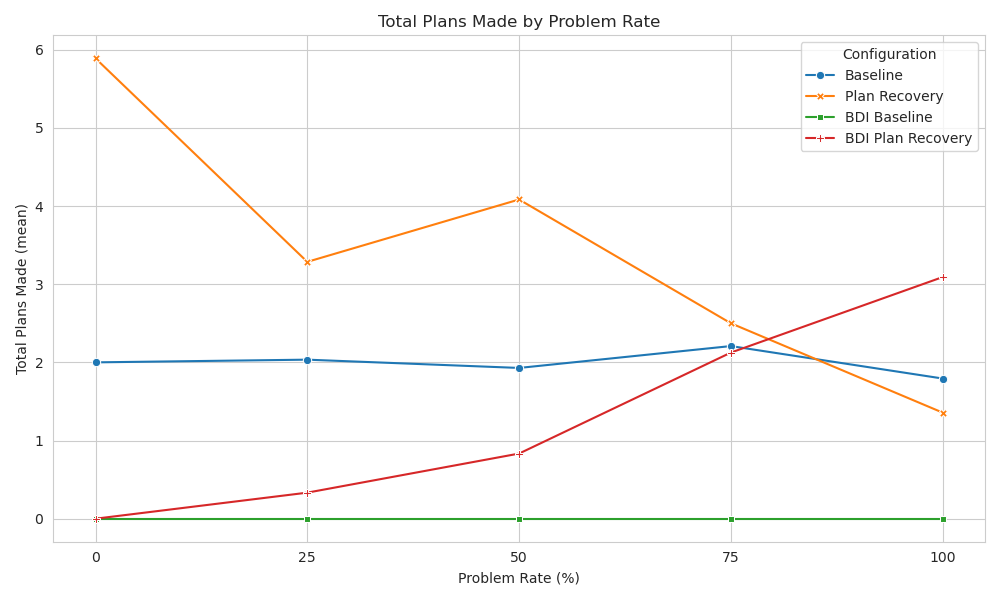 Total Plans Made by Problem Rate
Configuration
Baseline
Plan Recovery
BDI Baseline
BDI Plan Recovery
Total Plans Made (mean)
6
5
4
3
2
1
0
0
25
50
75
100
Problem Rate (%)